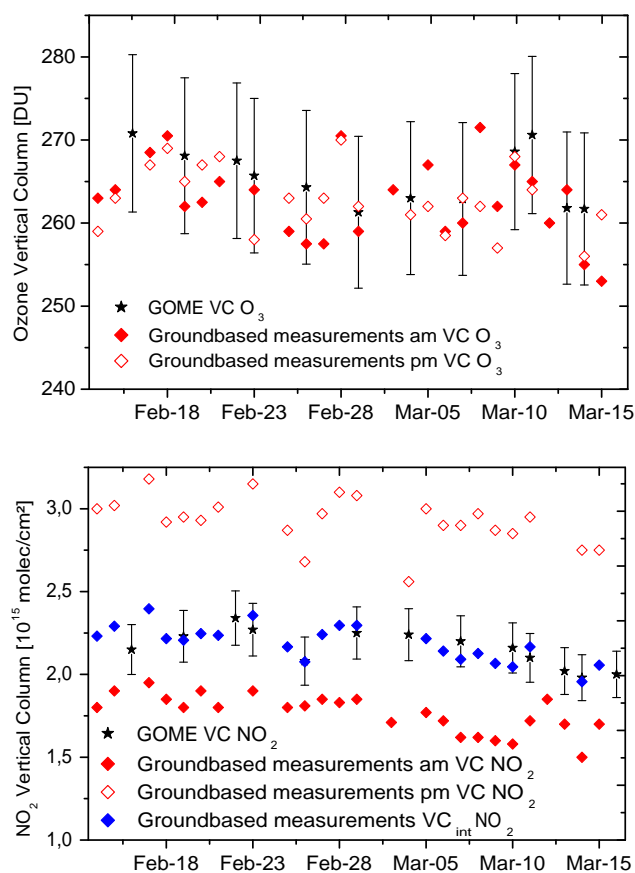 280
270
260
250
240
Ozone Vertical Column [DU]
GOME VC O3
Groundbased measurements am VC O3
Groundbased measurements pm VC O3
Feb-18 Feb-23 Feb-28 Mar-05 Mar-10 Mar-15
3,0
2,5
2,0
1,5
1,0
NO2 Vertical Column [10^15 molec/cm²]
GOME VC NO2
Groundbased measurements am VC NO2
Groundbased measurements pm VC NO2
Groundbased measurements VCint NO2
Feb-18 Feb-23 Feb-28 Mar-05 Mar-10 Mar-15